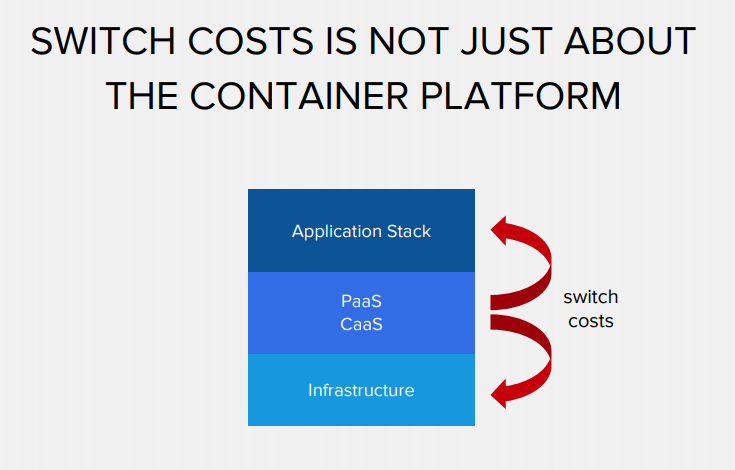 SWITCH COSTS IS NOT JUST ABOUT
THE CONTAINER PLATFORM
Application Stack
PaaS
CaaS
switch
costs
Infrastructure